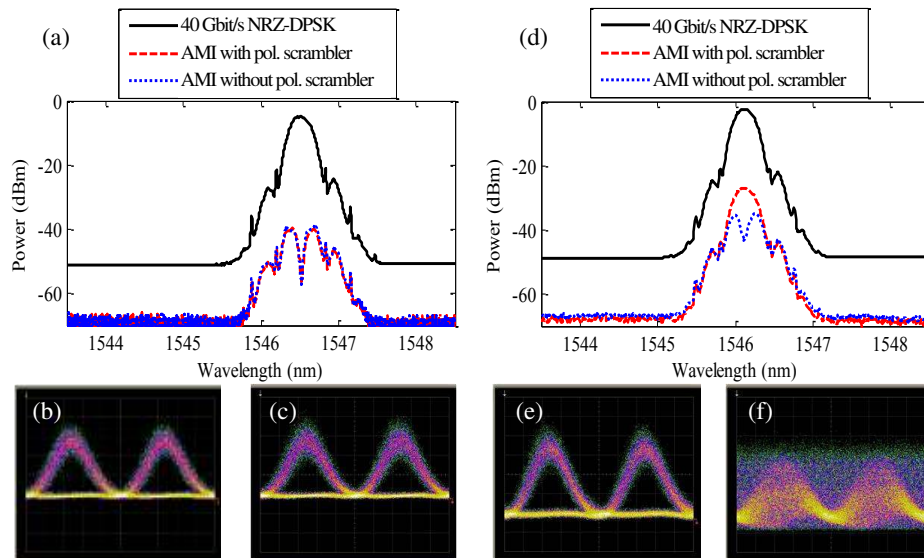 (a)
40 Gbit/s NRZ-DPSK
AMI with pol. scrambler
AMI without pol. scrambler
0
-20
-40
-60
Power (dBm)
1544 1545 1546 1547 1548
Wavelength (nm)
(d)
40 Gbit/s NRZ-DPSK
AMI with pol. scrambler
AMI without pol. scrambler
0
-20
-40
-60
Power (dBm)
1544 1545 1546 1547 1548
Wavelength (nm)
(b)
(c)
(e)
(f)